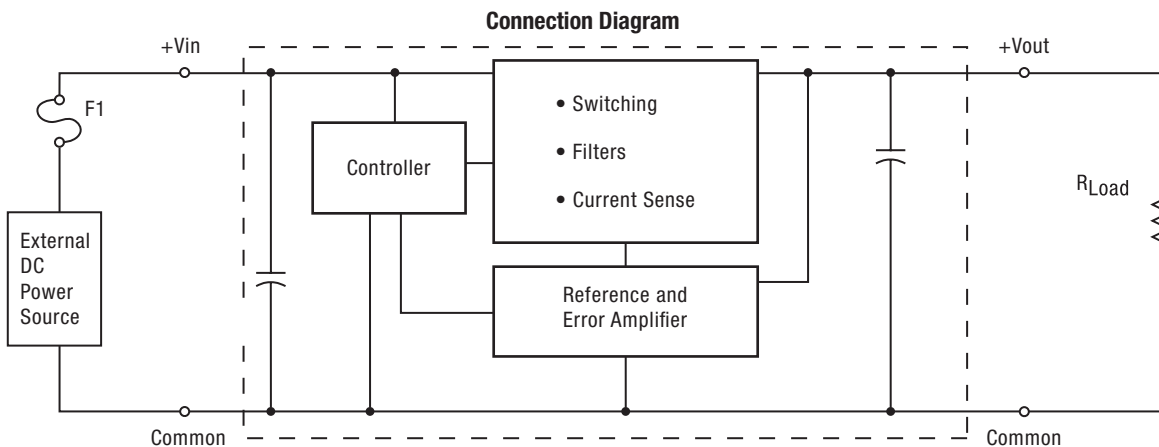 Connection Diagram
+Vin
+Vout
F1
• Switching
• Filters
• Current Sense
Controller
RLoad
External
DC
Power
Source
Reference and
Error Amplifier
Common
Common